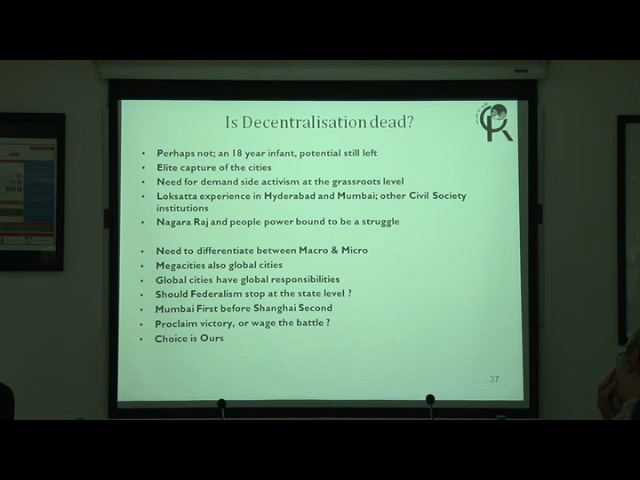 Is Decentralisation dead?
• Perhaps not; an 18 year infant, potential still left
• Elite capture of the cities
• Need for demand side activism at the grassroots level
• Loksatta experience in Hyderabad and Mumbai; other Civil Society
institutions
• Nagara Raj and people power bound to be a struggle
• Need to differentiate between Macro & Micro
• Megacities also global cities
• Global cities have global responsibilities
• Should Federalism stop at the state level ?
• Mumbai First before Shanghai Second
• Proclaim victory, or wage the battle ?
• Choice is Ours
37